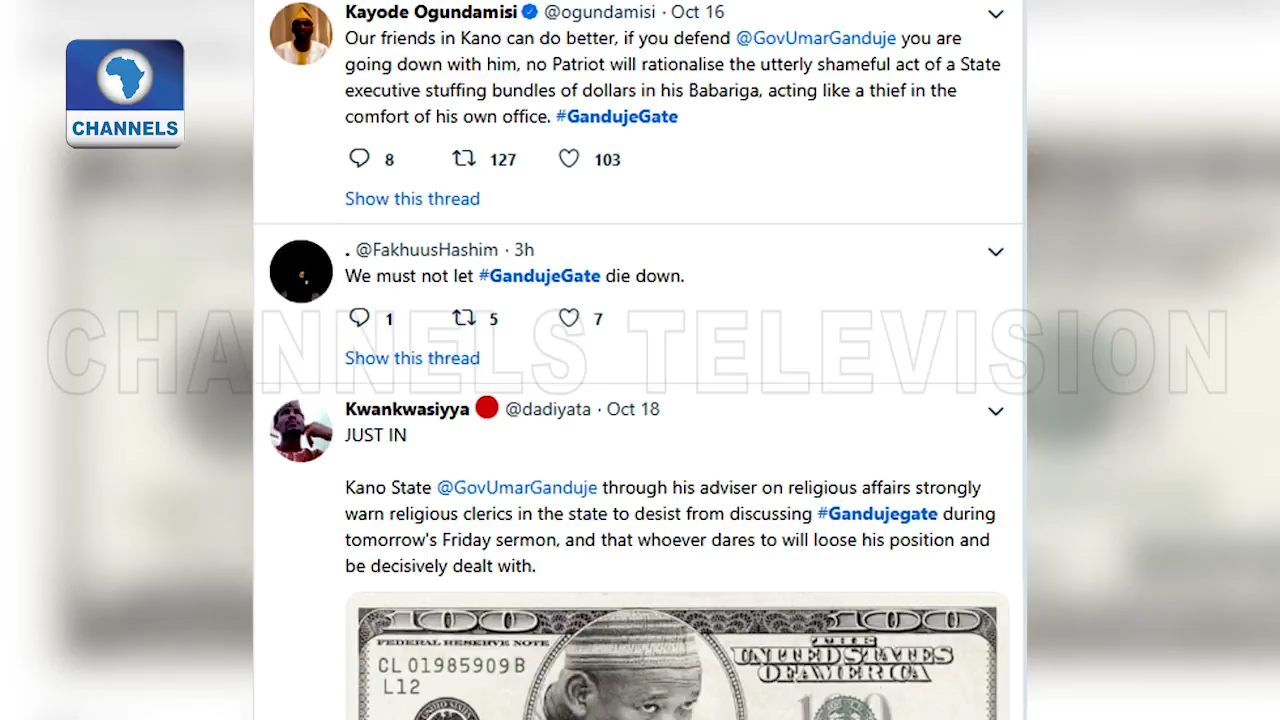 Kayode Ogundamisi @ogundamisi · Oct 16
Our friends in Kano can do better, if you defend @GovUmarGanduje you are
going down with him, no Patriot will rationalise the utterly shameful act of a State
executive stuffing bundles of dollars in his Babariga, acting like a thief in the
comfort of his own office. #GandujeGate
8 127 103
Show this thread
CHANNELS
. @FakhuusHashim · 3h
We must not let #GandujeGate die down.
1 5 7
CHANNELS TELEVISION
Show this thread
Kwankwasiyya @dadiyata · Oct 18
JUST IN
Kano State @GovUmarGanduje through his adviser on religious affairs strongly
warn religious clerics in the state to desist from discussing #Gandujegate during
tomorrow's Friday sermon, and that whoever dares to will loose his position and
be decisively dealt with.
100 100
FEDERAL RESERVE NOTE
THE
UNITED STATES
OF AMERICA
CL 01985909 B
L12